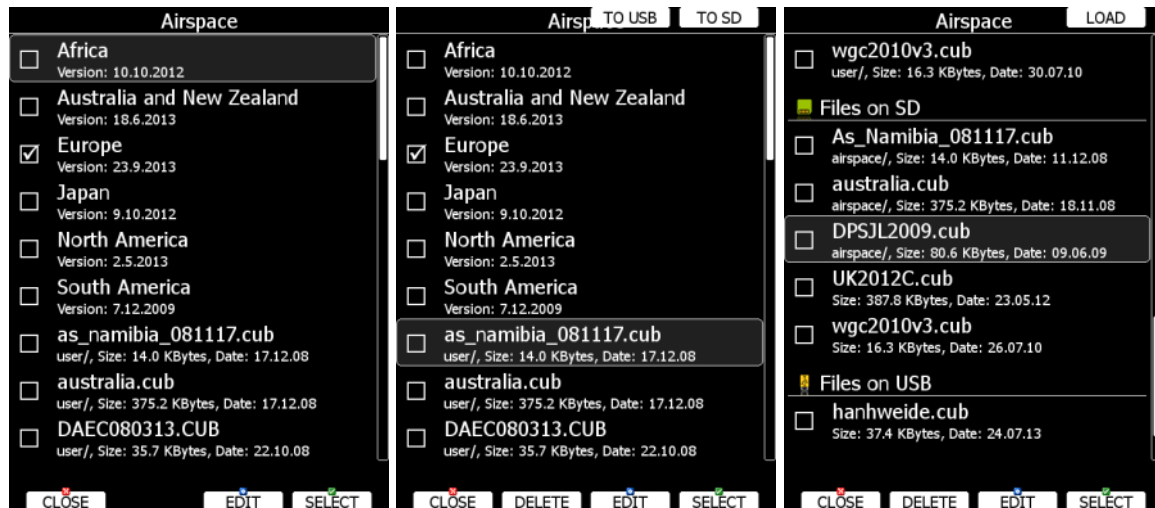 Airspace
Africa
Version: 10.10.2012
Australia and New Zealand
Version: 18.6.2013
Europe
Version: 23.9.2013
Japan
Version: 9.10.2012
North America
Version: 2.5.2013
South America
Version: 7.12.2009
as_namibia_081117.cub
user/, Size: 14.0 KBytes, Date: 17.12.08
australia.cub
user/, Size: 375.2 KBytes, Date: 17.12.08
DAEC080313.CUB
user/, Size: 35.7 KBytes, Date: 22.10.08
CLOSE EDIT SELECT
Airsp TO USB TO SD
Africa
Version: 10.10.2012
Australia and New Zealand
Version: 18.6.2013
Europe
Version: 23.9.2013
Japan
Version: 9.10.2012
North America
Version: 2.5.2013
South America
Version: 7.12.2009
as_namibia_081117.cub
user/, Size: 14.0 KBytes, Date: 17.12.08
australia.cub
user/, Size: 375.2 KBytes, Date: 17.12.08
DAEC080313.CUB
user/, Size: 35.7 KBytes, Date: 22.10.08
CLOSE DELETE EDIT SELECT
Airspace LOAD
wgc2010v3.cub
user/, Size: 16.3 KBytes, Date: 30.07.10
Files on SD
As_Namibia_081117.cub
airspace/, Size: 14.0 KBytes, Date: 11.12.08
australia.cub
airspace/, Size: 375.2 KBytes, Date: 18.11.08
DPSJL2009.cub
airspace/, Size: 80.6 KBytes, Date: 09.06.09
UK2012C.cub
Size: 387.8 KBytes, Date: 23.05.12
wgc2010v3.cub
Size: 16.3 KBytes, Date: 26.07.10
Files on USB
hanhweide.cub
Size: 37.4 KBytes, Date: 24.07.13
CLOSE DELETE EDIT SELECT